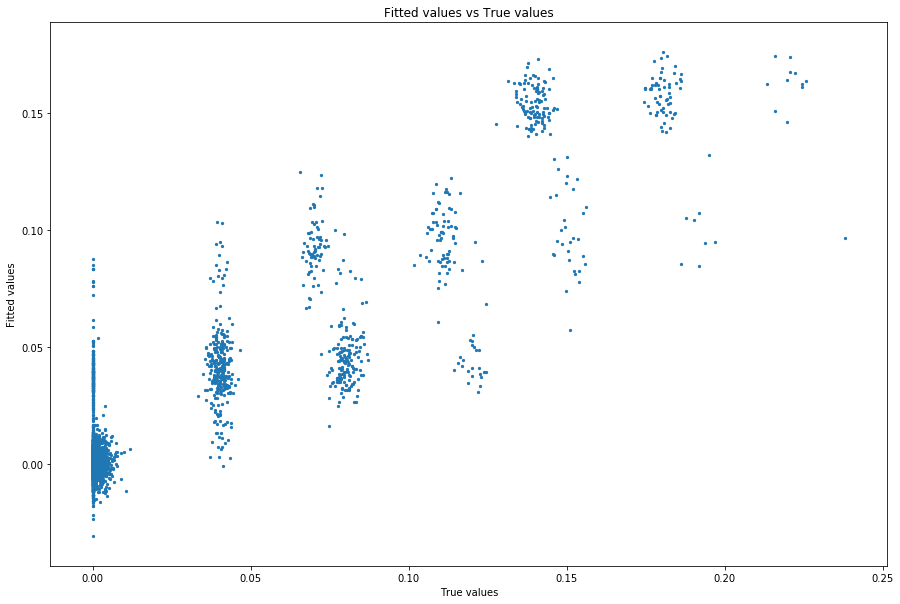 Fitted values vs True values
Fitted values
0.15
0.10
0.05
0.00
0.00 0.05 0.10 0.15 0.20 0.25
True values